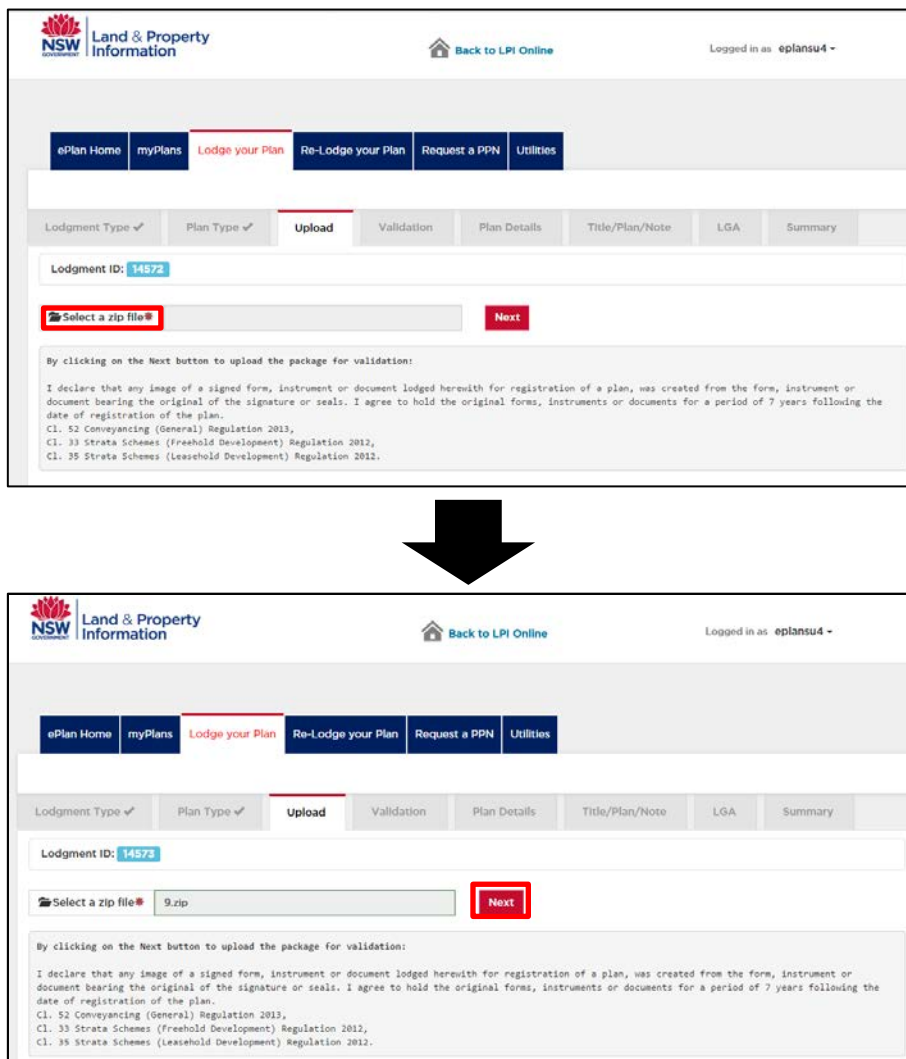 Land & Property
NSW Information
GOVERNMENT
Back to LPI Online
Logged in as eplansu4
ePlan Home myPlans Lodge your Plan Re-Lodge your Plan Request a PPN Utilities
Lodgment Type ✔ Plan Type ✔ Upload Validation Plan Details Title/Plan/Note LGA Summary
Lodgment ID: 14572
Select a zip file* Next
By clicking on the Next button to upload the package for validation:
I declare that any image of a signed form, instrument or document lodged herewith for registration of a plan, was created from the form, instrument or
document bearing the original of the signature or seals. I agree to hold the original forms, instruments or documents for a period of 7 years following the
date of registration of the plan.
Cl. 52 Conveyancing (General) Regulation 2013,
Cl. 33 Strata Schemes (Freehold Development) Regulation 2012,
Cl. 35 Strata Schemes (Leasehold Development) Regulation 2012.
Land & Property
NSW Information
GOVERNMENT
Back to LPI Online
Logged in as eplansu4
ePlan Home myPlans Lodge your Plan Re-Lodge your Plan Request a PPN Utilities
Lodgment Type ✔ Plan Type ✔ Upload Validation Plan Details Title/Plan/Note LGA Summary
Lodgment ID: 14573
Select a zip file* 9.zip Next
By clicking on the Next button to upload the package for validation:
I declare that any image of a signed form, instrument or document lodged herewith for registration of a plan, was created from the form, instrument or
document bearing the original of the signature or seals. I agree to hold the original forms, instruments or documents for a period of 7 years following the
date of registration of the plan.
Cl. 52 Conveyancing (General) Regulation 2013,
Cl. 33 Strata Schemes (Freehold Development) Regulation 2012,
Cl. 35 Strata Schemes (Leasehold Development) Regulation 2012.